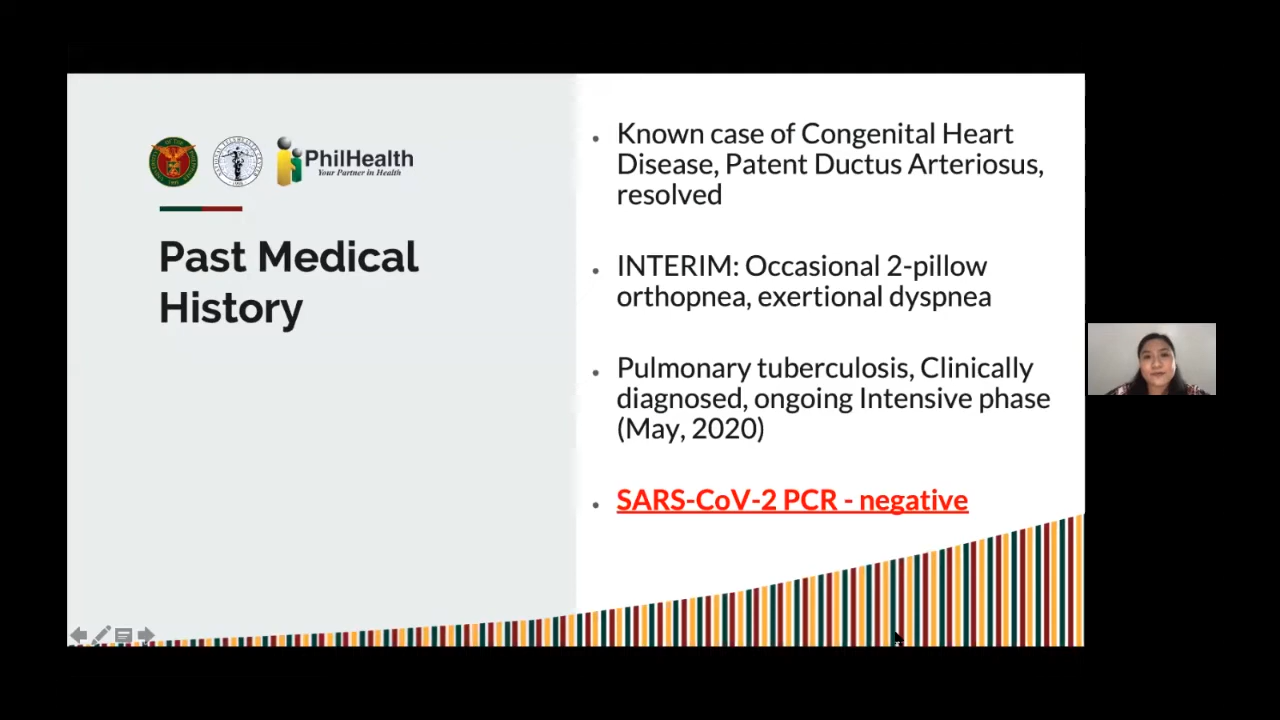 PhilHealth
Your Partner in Health
Past Medical
History
Known case of Congenital Heart
Disease, Patent Ductus Arteriosus,
resolved
INTERIM: Occasional 2-pillow
orthopnea, exertional dyspnea
Pulmonary tuberculosis, Clinically
diagnosed, ongoing Intensive phase
(May, 2020)
SARS-CoV-2 PCR - negative